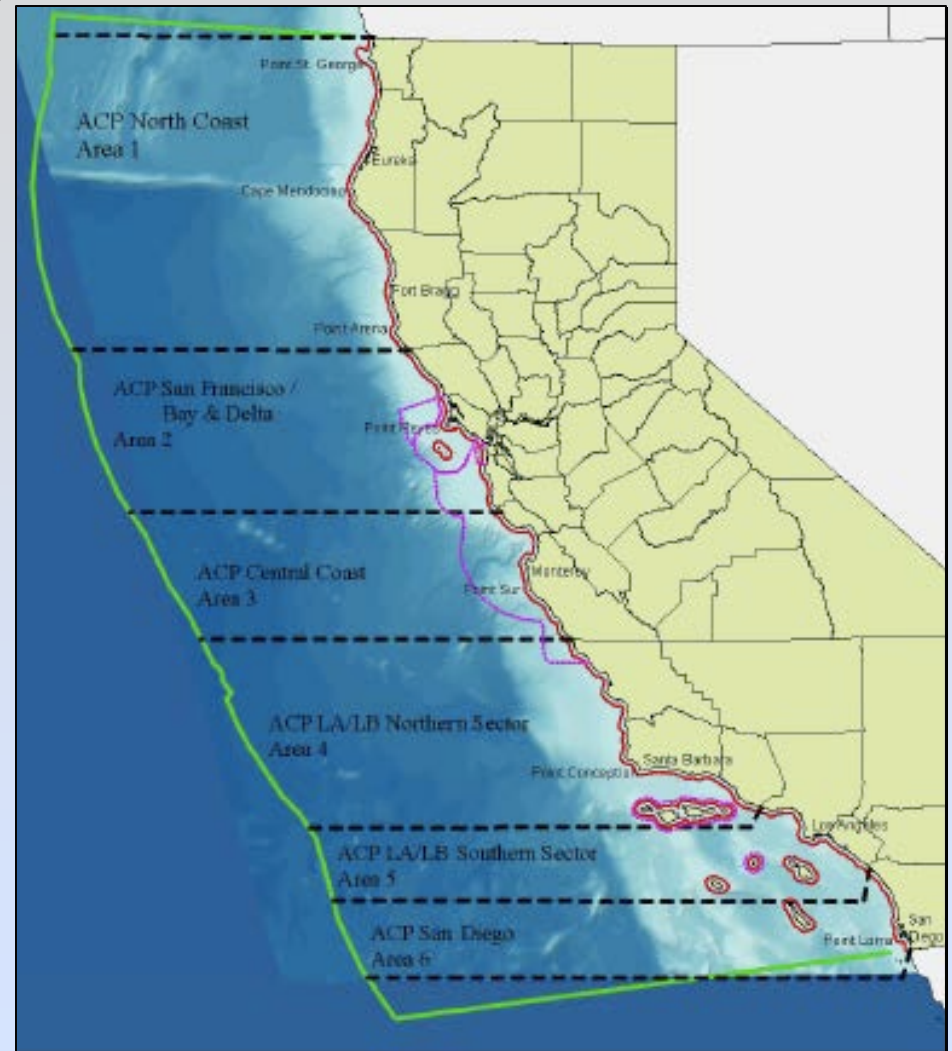 Point St. George
ACP North Coast
Area 1
Eureka
Cape Mendocino
Fort Bragg
Point Arena
ACP San Francisco /
Bay & Delta
Area 2
Point Reyes
ACP Central Coast
Area 3
Monterey
Point Sur
ACP LA/LB Northern Sector
Area 4
Santa Barbara
Point Conception
Los Angeles
ACP LA/LB Southern Sector
Area 5
ACP San Diego
Area 6
San
Diego
Point Loma